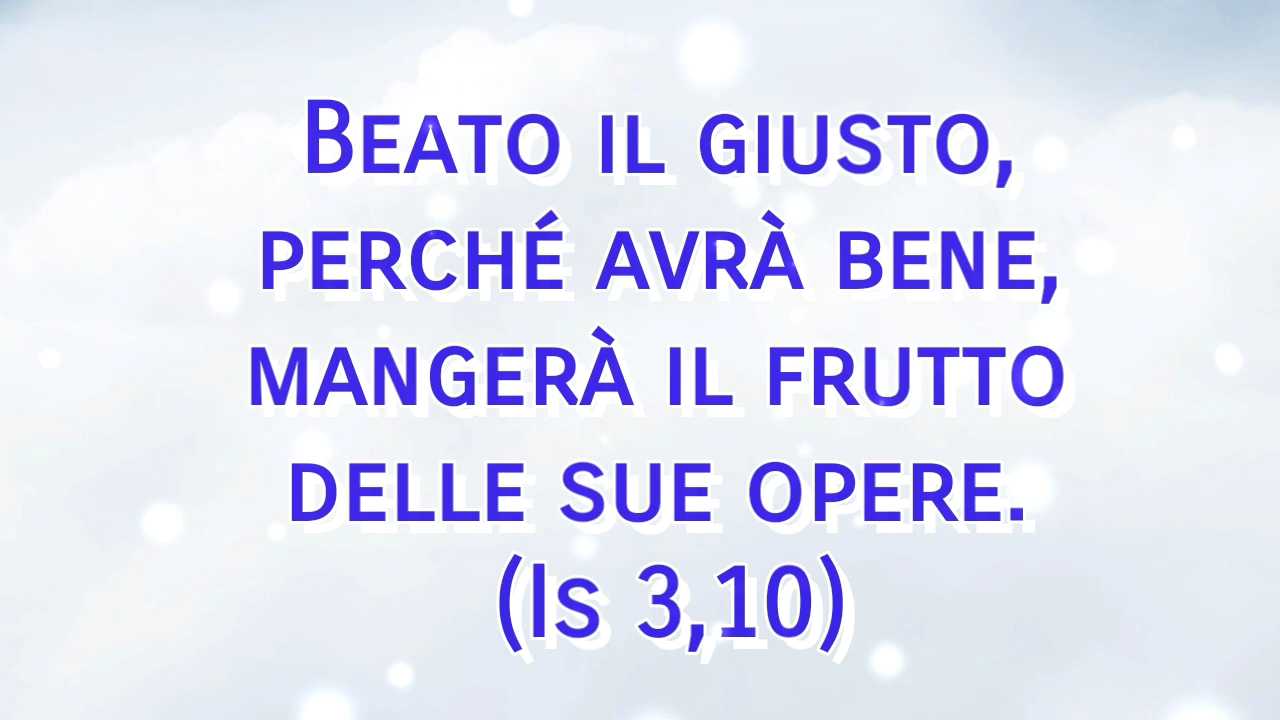 Beato il giusto,
perché avrà bene,
mangerà il frutto
delle sue opere.
(Is 3,10)